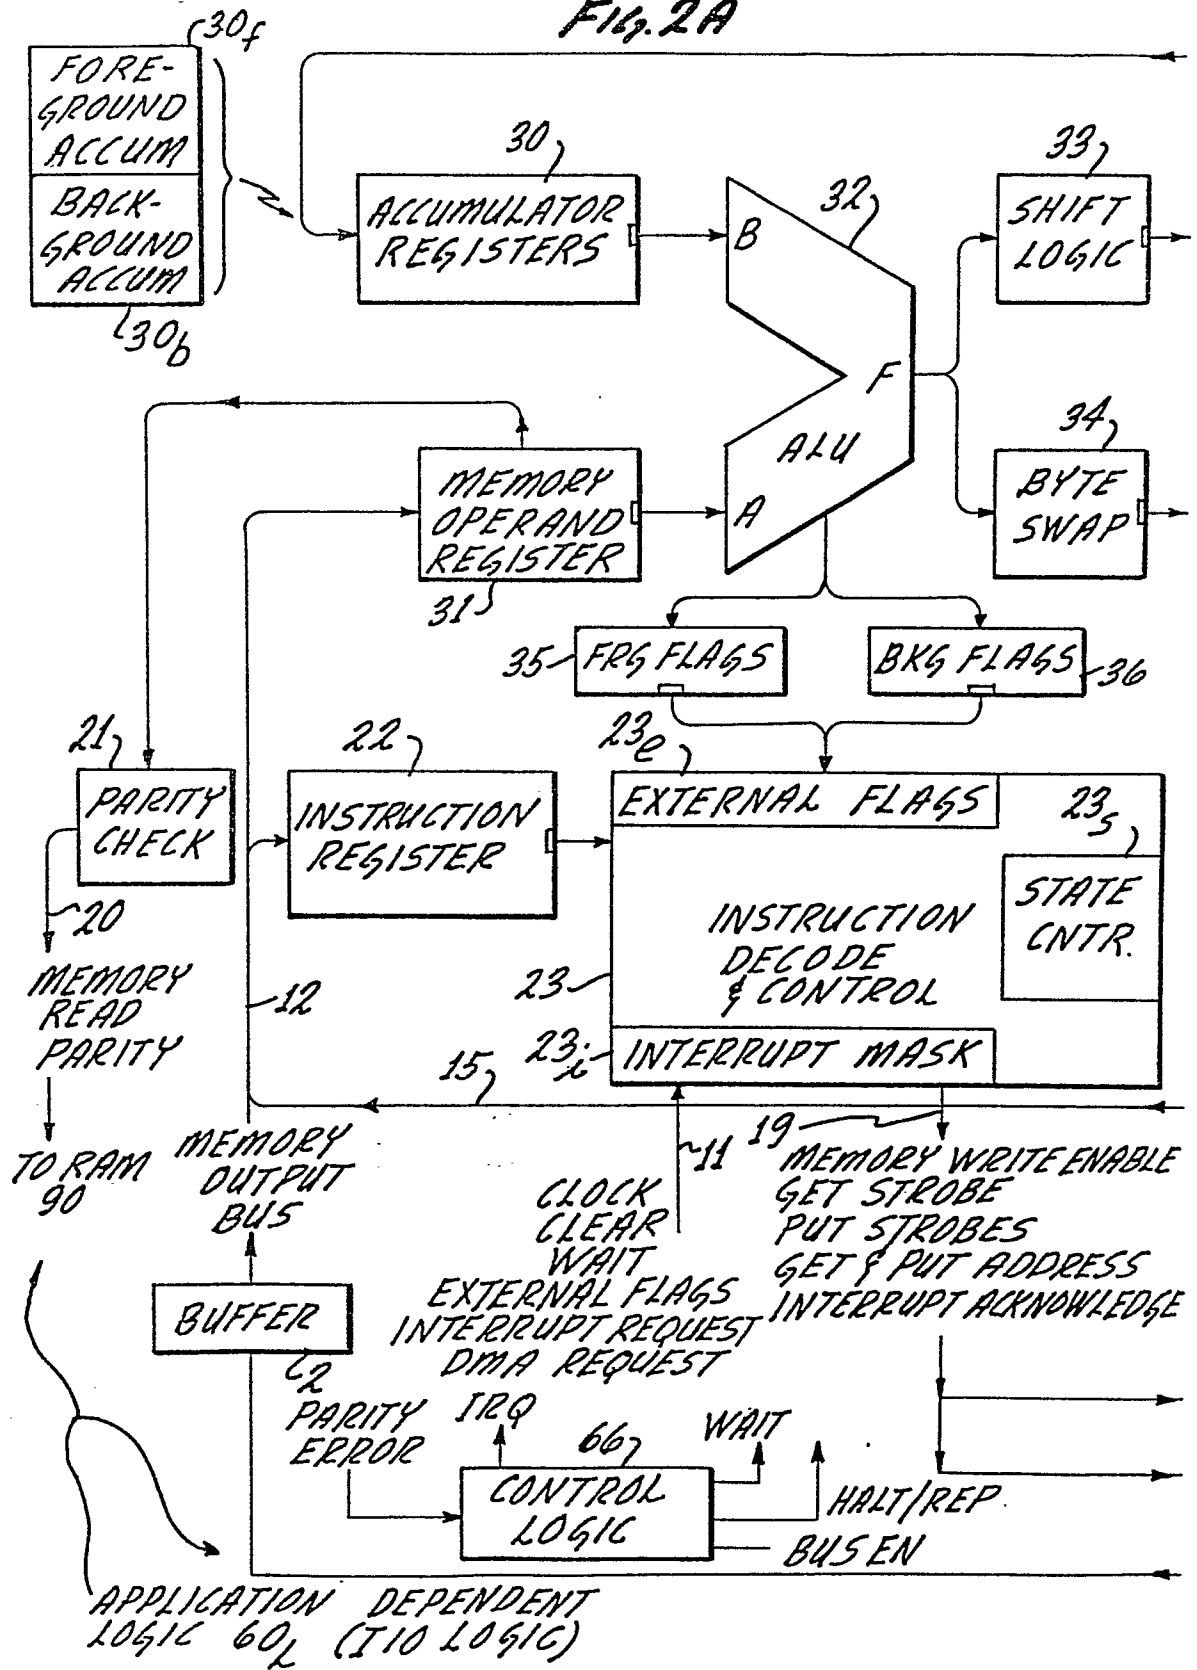 FIG. 2A
30f
FORE-
GROUND
ACCUM
BACK-
GROUND
ACCUM
30b
30
ACCUMULATOR
REGISTERS
B
32
33
SHIFT
LOGIC
F
ALU
A
34
BYTE
SWAP
MEMORY
OPERAND
REGISTER
31
35
FRG FLAGS
BKG FLAGS
36
21
PARITY
CHECK
22
INSTRUCTION
REGISTER
23e
EXTERNAL FLAGS
23s
STATE
CNTR.
INSTRUCTION
DECODE
& CONTROL
23
23i
INTERRUPT MASK
20
MEMORY
READ
PARITY
TO RAM
90
12
15
MEMORY
OUTPUT
BUS
11
19
CLOCK
CLEAR
WAIT
EXTERNAL FLAGS
INTERRUPT REQUEST
DMA REQUEST
MEMORY WRITE ENABLE
GET STROBE
PUT STROBES
GET & PUT ADDRESS
INTERRUPT ACKNOWLEDGE
BUFFER
2
PARITY
ERROR
IRQ
66
CONTROL
LOGIC
WAIT
HALT/REP.
BUS EN
APPLICATION DEPENDENT
LOGIC 60L (I10 LOGIC)